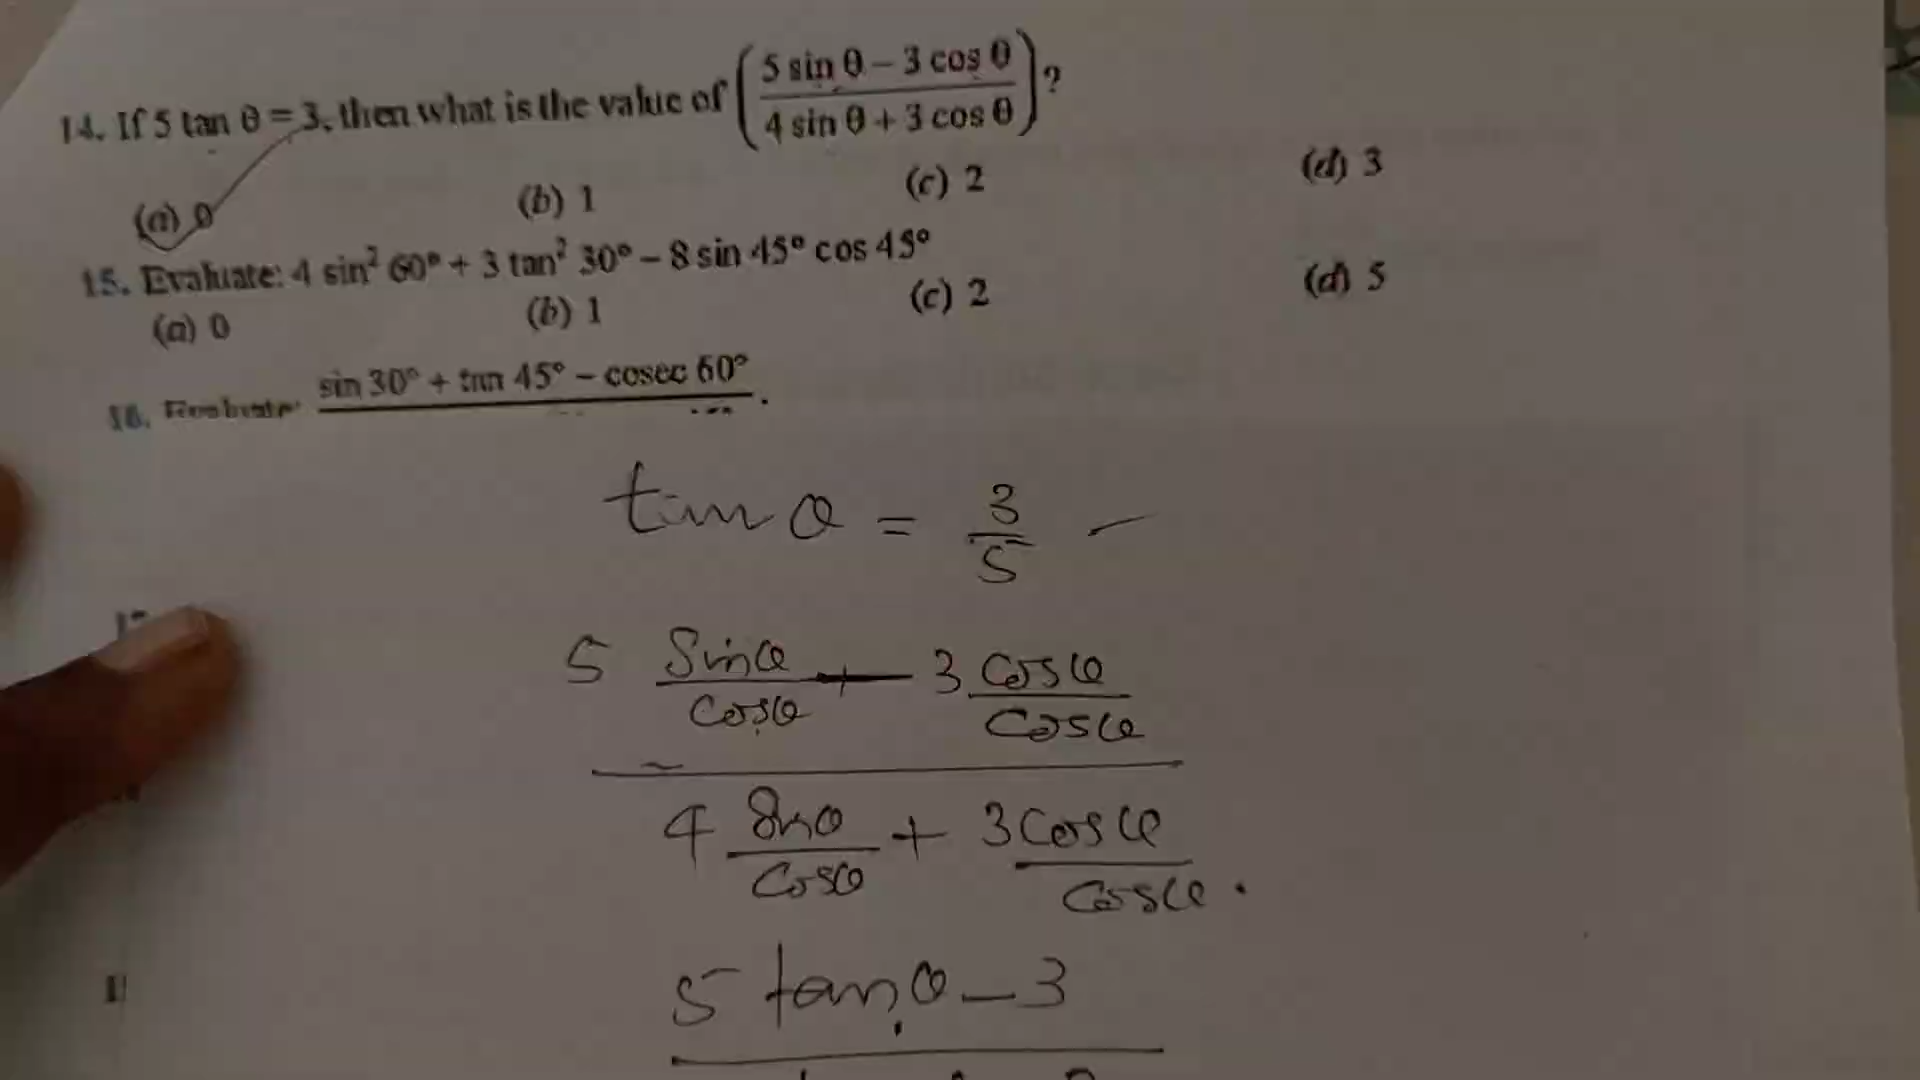 14. If 5 tan θ = 3, then what is the value of (5 sin θ – 3 cos θ / 4 sin θ + 3 cos θ)?
(a) 0 (b) 1 (c) 2 (d) 3
15. Evaluate: 4 sin² 60° + 3 tan² 30° – 8 sin 45° cos 45°
(a) 0 (b) 1 (c) 2 (d) 5
16. Evaluate: sin 30° + tan 45° – cosec 60°
tan θ = 3/5 –
5 Sinθ/Cosθ – 3 Cosθ/Cosθ
4 Sinθ/Cosθ + 3 Cosθ/Cosθ .
5 tan θ – 3